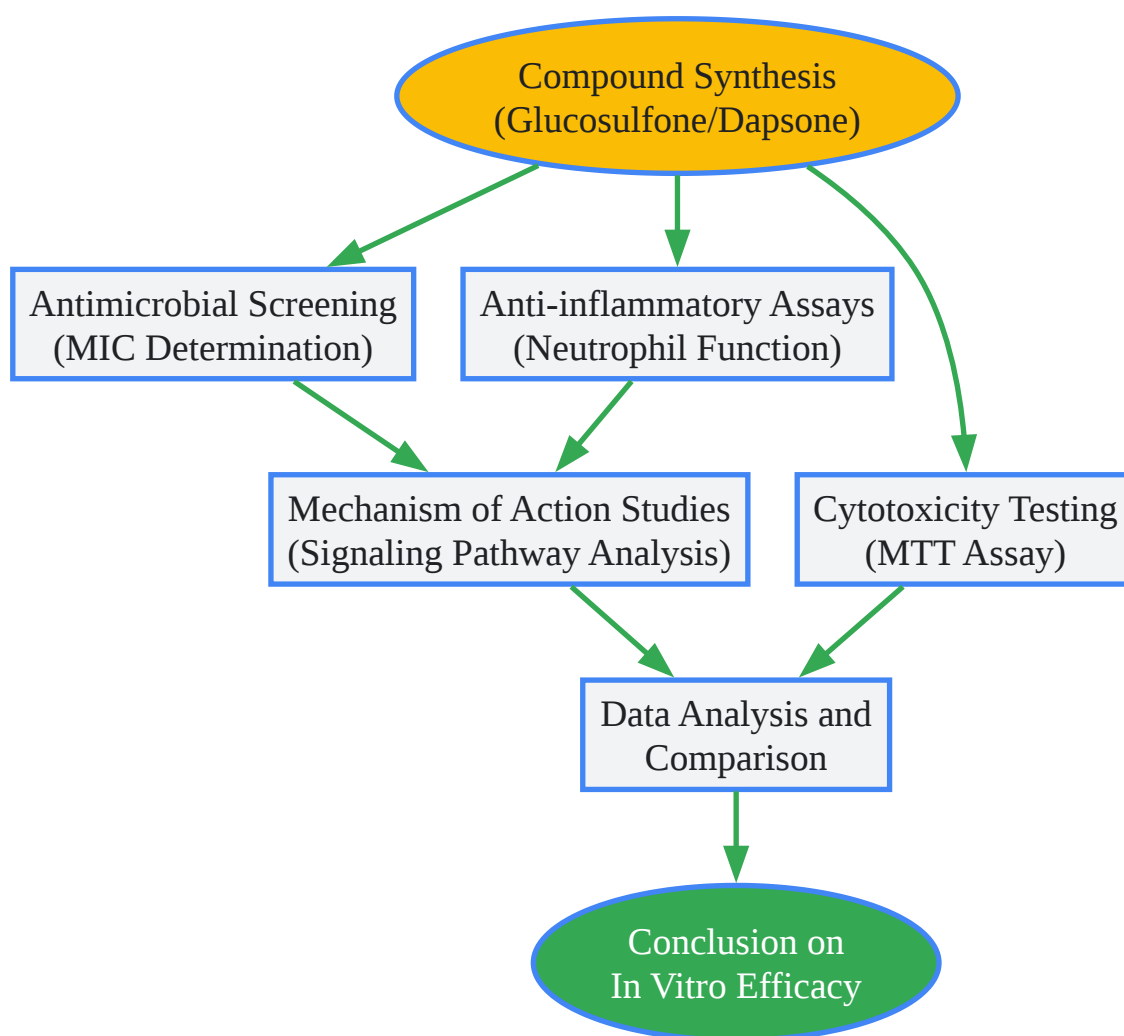 Compound Synthesis
(Glucosulfone/Dapsone)
Antimicrobial Screening
(MIC Determination)
Anti-inflammatory Assays
(Neutrophil Function)
Mechanism of Action Studies
(Signaling Pathway Analysis)
Cytotoxicity Testing
(MTT Assay)
Data Analysis and
Comparison
Conclusion on
In Vitro Efficacy